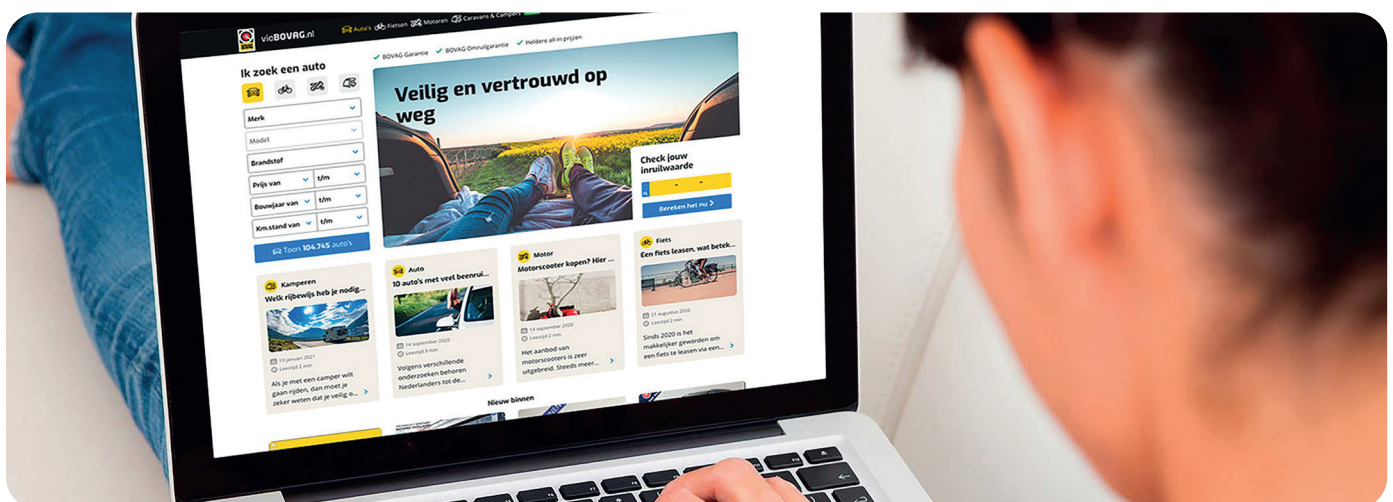 BOVAG viaBOVAG.nl Auto's Fietsen Motoren Caravans & Campers
BOVAG Garantie BOVAG Omruilgarantie Heldere all-in prijzen
Ik zoek een auto
Merk
Model
Brandstof
Prijs van t/m
Bouwjaar van t/m
Km.stand van t/m
Toon 104.745 auto's
Veilig en vertrouwd op
weg
Check jouw
inruilwaarde
NL - -
Bereken het nu
Kamperen
Welk rijbewijs heb je nodig...
19 januari 2021
Leestijd 2 min
Als je met een camper wilt
gaan rijden, dan moet je
zeker weten dat je veilig o...
Auto
10 auto's met veel beenrui...
14 september 2020
Leestijd 3 min
Volgens verschillende
onderzoeken behoren
Nederlanders tot de...
Motor
Motorscooter kopen? Hier ...
14 september 2020
Leestijd 2 min
Het aanbod van
motorscooters is zeer
uitgebreid. Steeds meer...
Fiets
Een fiets leasen, wat betek...
21 augustus 2020
Leestijd 2 min
Sinds 2020 is het
makkelijker geworden om
een fiets te leasen via een...
Nieuw binnen